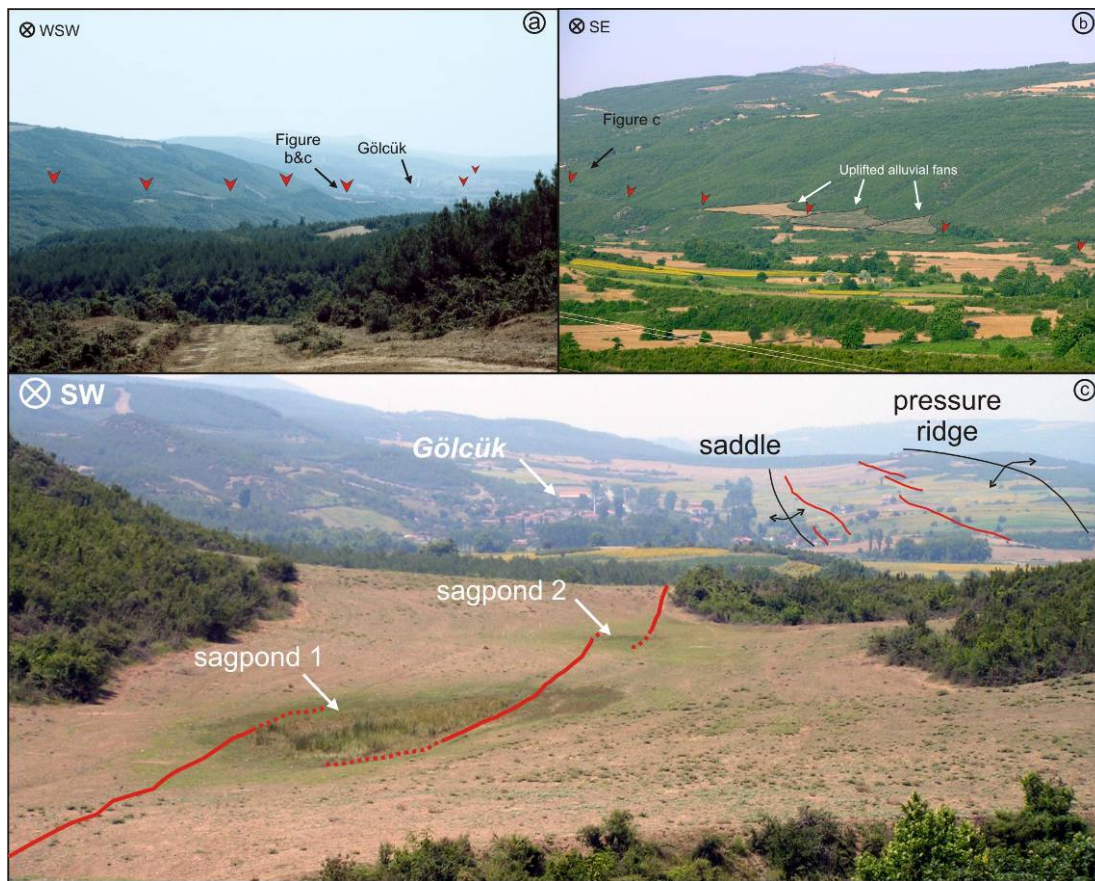 WSW
a
Figure
b&c
Gölcük
SE
b
Figure c
Uplifted alluvial fans
SW
c
pressure
ridge
saddle
Gölcük
sagpond 2
sagpond 1